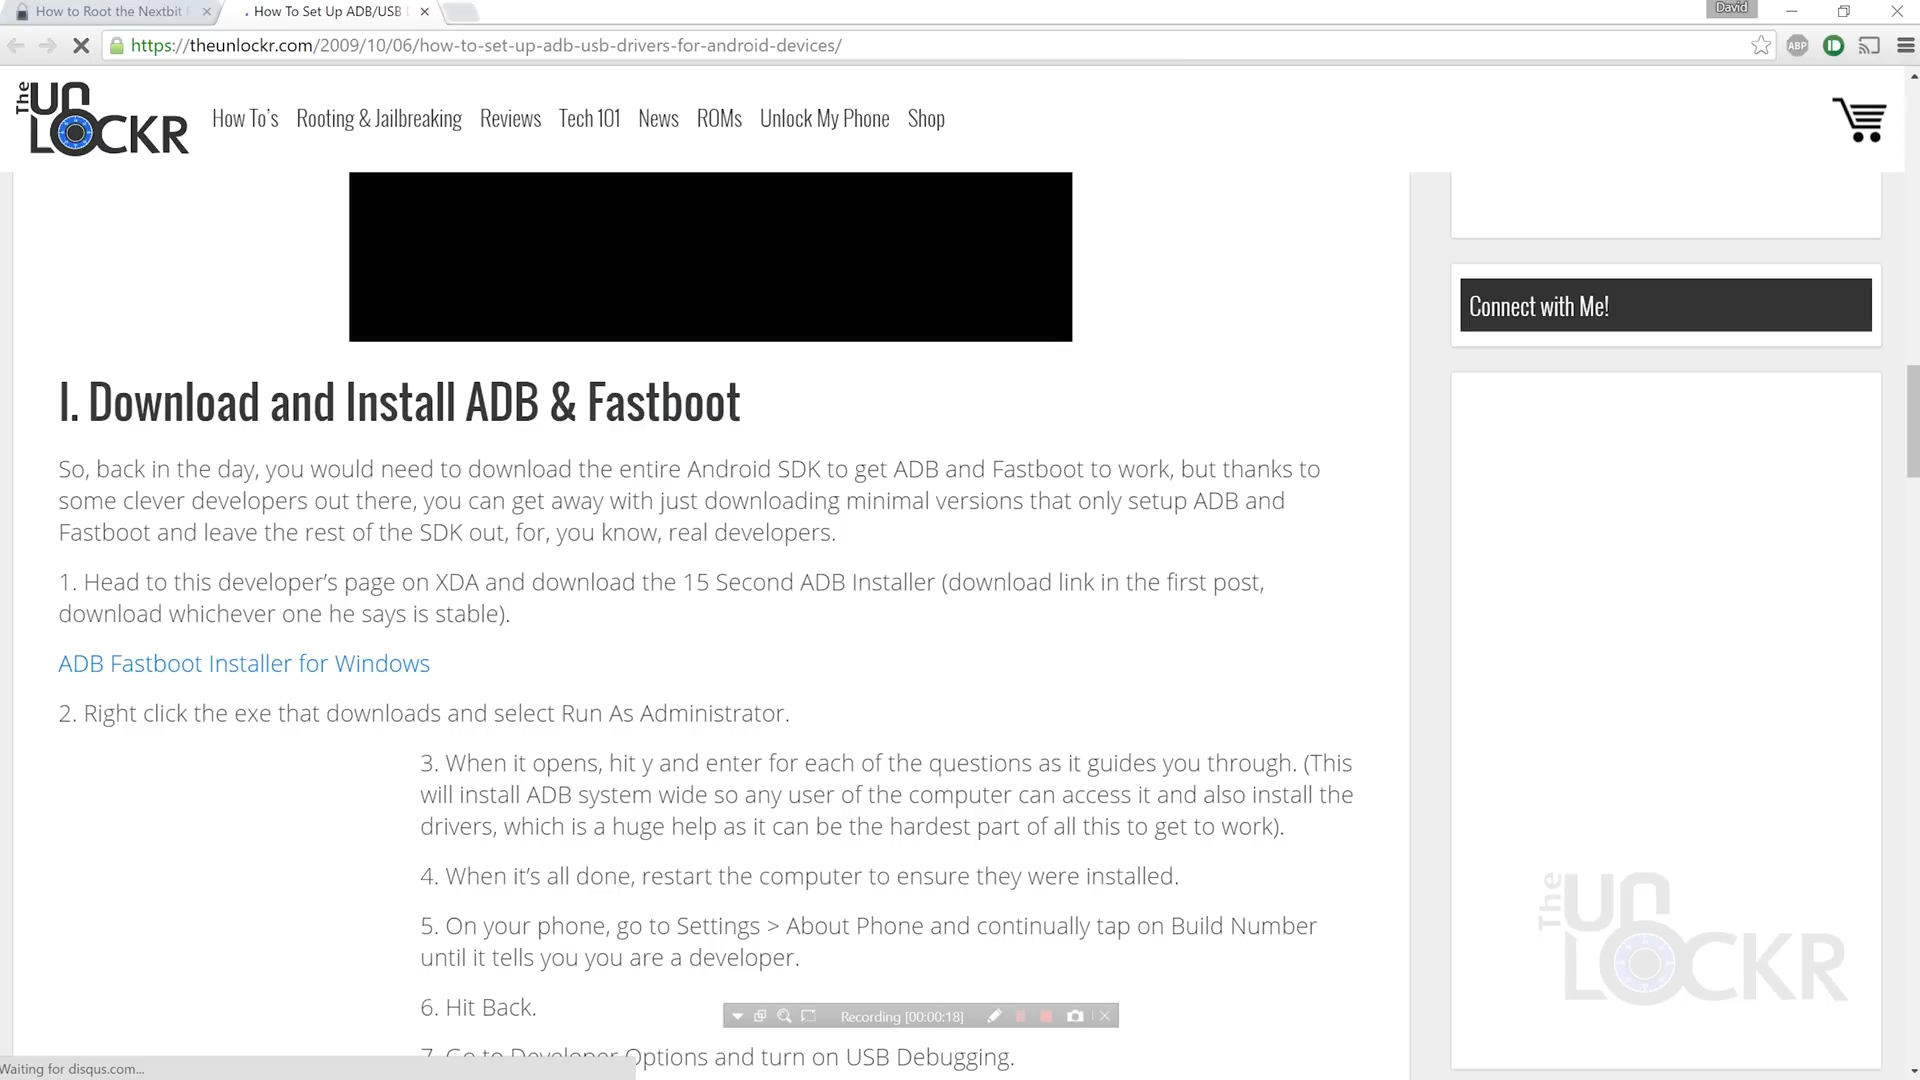 How to Root the Nextbit
How To Set Up ADB/USB
David
https://theunlockr.com/2009/10/06/how-to-set-up-adb-usb-drivers-for-android-devices/
ABP
The UnLOCKR
How To's Rooting & Jailbreaking Reviews Tech 101 News ROMs Unlock My Phone Shop
Connect with Me!
I. Download and Install ADB & Fastboot
So, back in the day, you would need to download the entire Android SDK to get ADB and Fastboot to work, but thanks to
some clever developers out there, you can get away with just downloading minimal versions that only setup ADB and
Fastboot and leave the rest of the SDK out, for, you know, real developers.
1. Head to this developer's page on XDA and download the 15 Second ADB Installer (download link in the first post,
download whichever one he says is stable).
ADB Fastboot Installer for Windows
2. Right click the exe that downloads and select Run As Administrator.
3. When it opens, hit y and enter for each of the questions as it guides you through. (This
will install ADB system wide so any user of the computer can access it and also install the
drivers, which is a huge help as it can be the hardest part of all this to get to work).
4. When it's all done, restart the computer to ensure they were installed.
5. On your phone, go to Settings > About Phone and continually tap on Build Number
until it tells you you are a developer.
6. Hit Back.
Recording [00:00:18]
7. Go to Developer Options and turn on USB Debugging.
Waiting for disqus.com...
The UnLOCKR